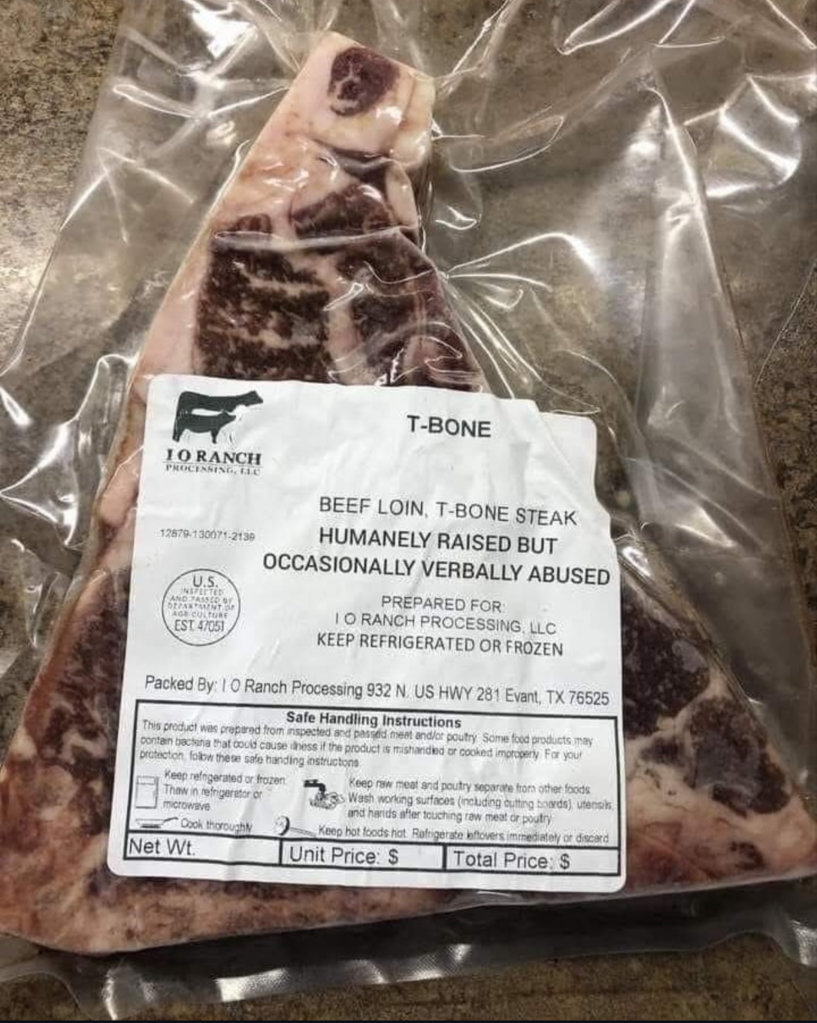 T-BONE
I O RANCH
PROCESSING, LLC
BEEF LOIN, T-BONE STEAK
12879-130071-2139
HUMANELY RAISED BUT
OCCASIONALLY VERBALLY ABUSED
U.S.
INSPECTED
AND PASSED BY
DEPARTMENT OF
AGRICULTURE
EST. 47051
PREPARED FOR:
I O RANCH PROCESSING, LLC
KEEP REFRIGERATED OR FROZEN
Packed By: I O Ranch Processing 932 N. US HWY 281 Evant, TX 76525
Safe Handling Instructions
This product was prepared from inspected and passed meat and/or poultry. Some food products may
contain bacteria that could cause illness if the product is mishandled or cooked improperly. For your
protection, follow these safe handling instructions.
Keep refrigerated or frozen.
Thaw in refrigerator or
microwave.
Keep raw meat and poultry separate from other foods.
Wash working surfaces (including cutting boards), utensils,
and hands after touching raw meat or poultry.
Cook thoroughly.
Keep hot foods hot. Refrigerate leftovers immediately or discard.
Net Wt.
Unit Price: $
Total Price: $